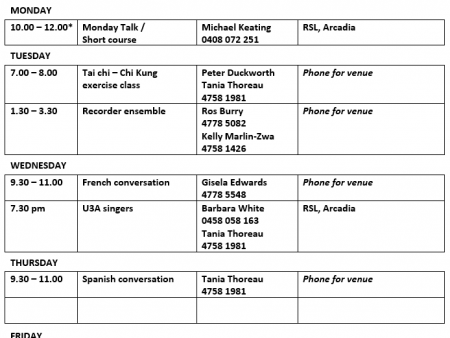 MONDAY
10.00 – 12.00* Monday Talk / Michael Keating RSL, Arcadia
Short course 0408 072 251
TUESDAY
7.00 – 8.00 Tai chi – Chi Kung Peter Duckworth Phone for venue
exercise class Tania Thoreau
4758 1981
1.30 – 3.30 Recorder ensemble Ros Burry Phone for venue
4778 5082
Kelly Marlin-Zwa
4758 1426
WEDNESDAY
9.30 – 11.00 French conversation Gisela Edwards Phone for venue
4778 5548
7.30 pm U3A singers Barbara White RSL, Arcadia
0458 058 163
Tania Thoreau
4758 1981
THURSDAY
9.30 – 11.00 Spanish conversation Tania Thoreau Phone for venue
4758 1981
FRIDAY